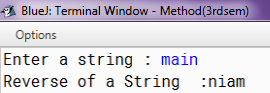 BlueJ: Terminal Window - Method(3rdsem)
Options
Enter a string : main
Reverse of a String  :niam